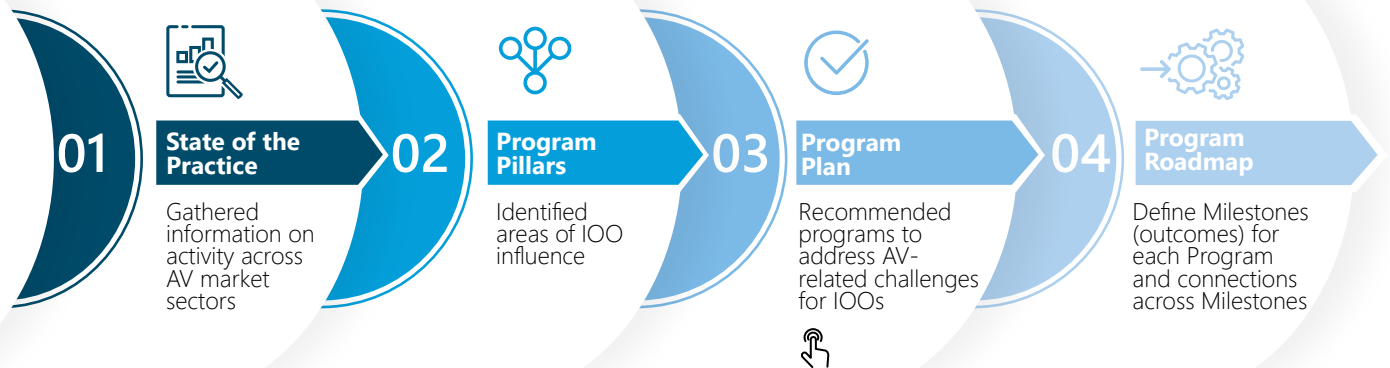 01
State of the
Practice
Gathered
information on
activity across
AV market
sectors
02
Program
Pillars
Identified
areas of IOO
influence
03
Program
Plan
Recommended
programs to
address AV-
related challenges
for IOOs
04
Program
Roadmap
Define Milestones
(outcomes) for
each Program
and connections
across Milestones